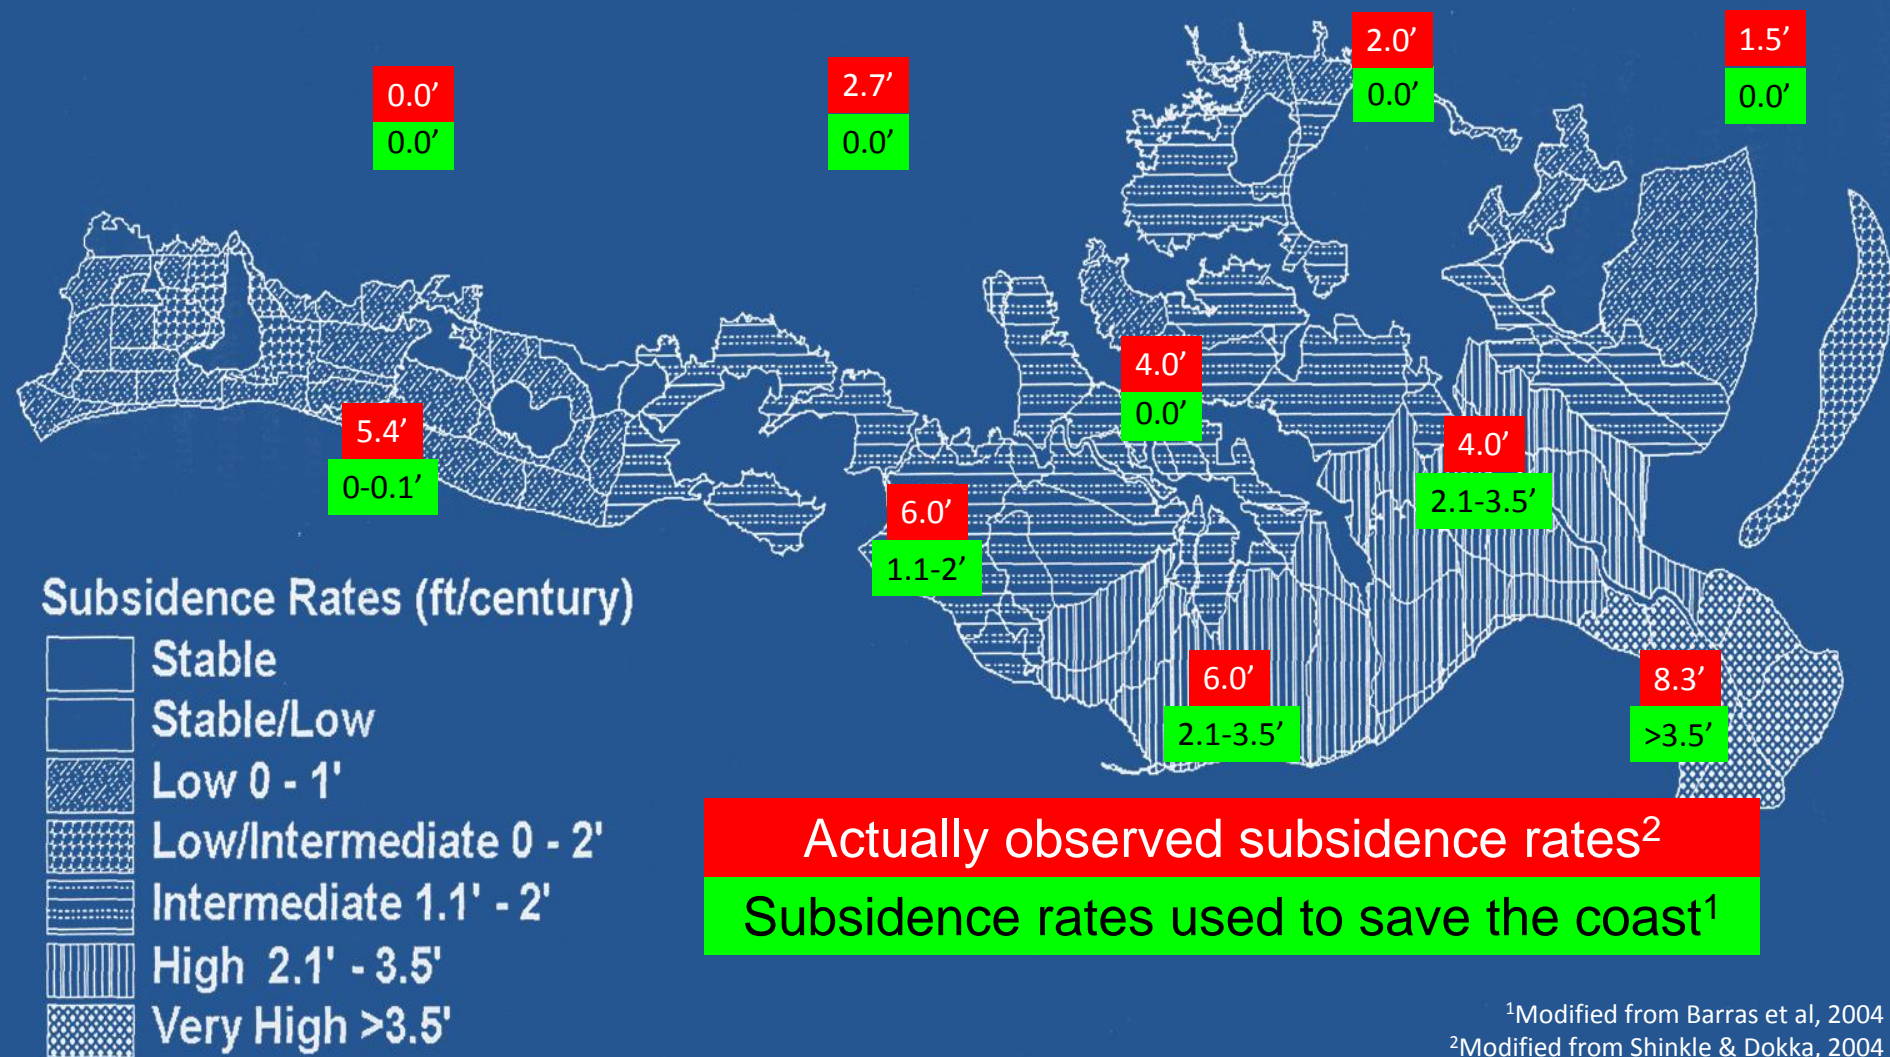 2.0’
1.5’
0.0’
2.7’
0.0’
0.0’
0.0’
0.0’
4.0’
0.0’
5.4’
4.0’
0-0.1’
2.1-3.5’
6.0’
1.1-2’
Subsidence Rates (ft/century)
Stable
6.0’
8.3’
Stable/Low
2.1-3.5’
>3.5’
Low 0 - 1'
Low/Intermediate 0 - 2'
Intermediate 1.1' - 2'
High 2.1' - 3.5'
Very High >3.5'
Actually observed subsidence rates²
Subsidence rates used to save the coast¹
¹Modified from Barras et al, 2004
²Modified from Shinkle & Dokka, 2004